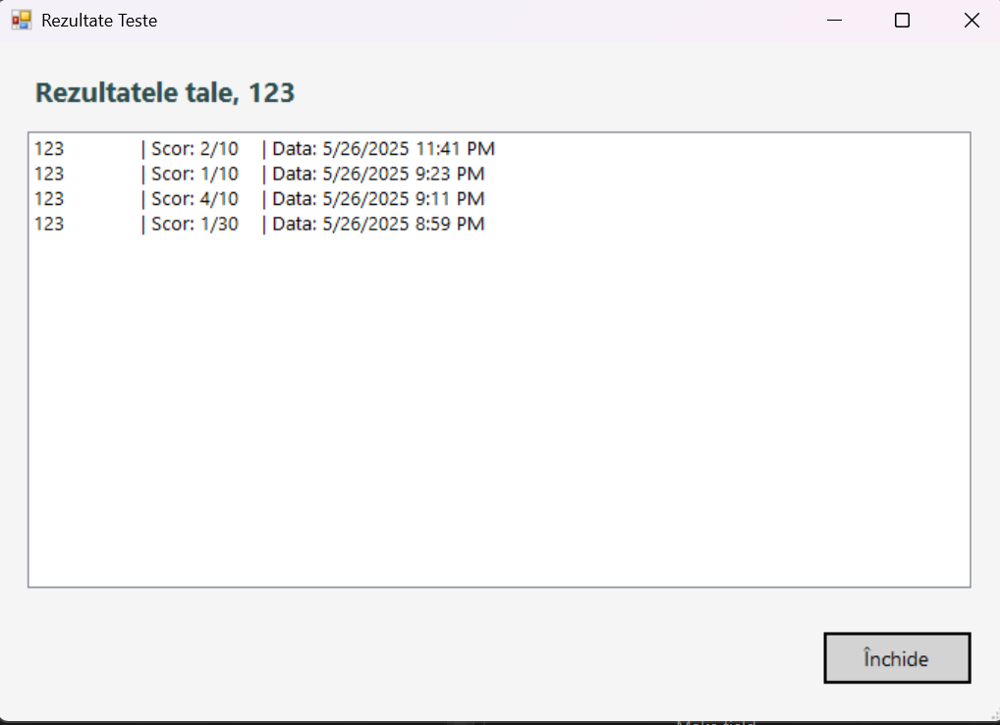 Rezultate Teste
Rezultatele tale, 123
123 | Scor: 2/10 | Data: 5/26/2025 11:41 PM
123 | Scor: 1/10 | Data: 5/26/2025 9:23 PM
123 | Scor: 4/10 | Data: 5/26/2025 9:11 PM
123 | Scor: 1/30 | Data: 5/26/2025 8:59 PM
Închide